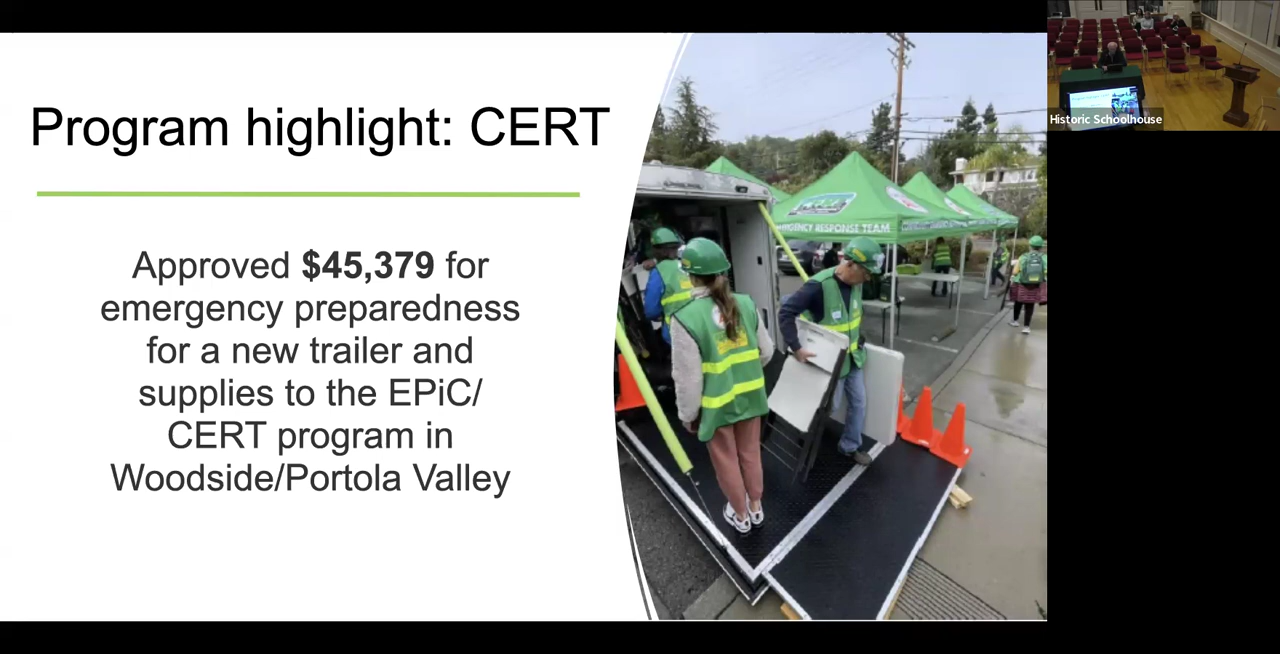 Program highlight: CERT
Approved $45,379 for
emergency preparedness
for a new trailer and
supplies to the EPiC/
CERT program in
Woodside/Portola Valley
EMERGENCY RESPONSE TEAM
Historic Schoolhouse